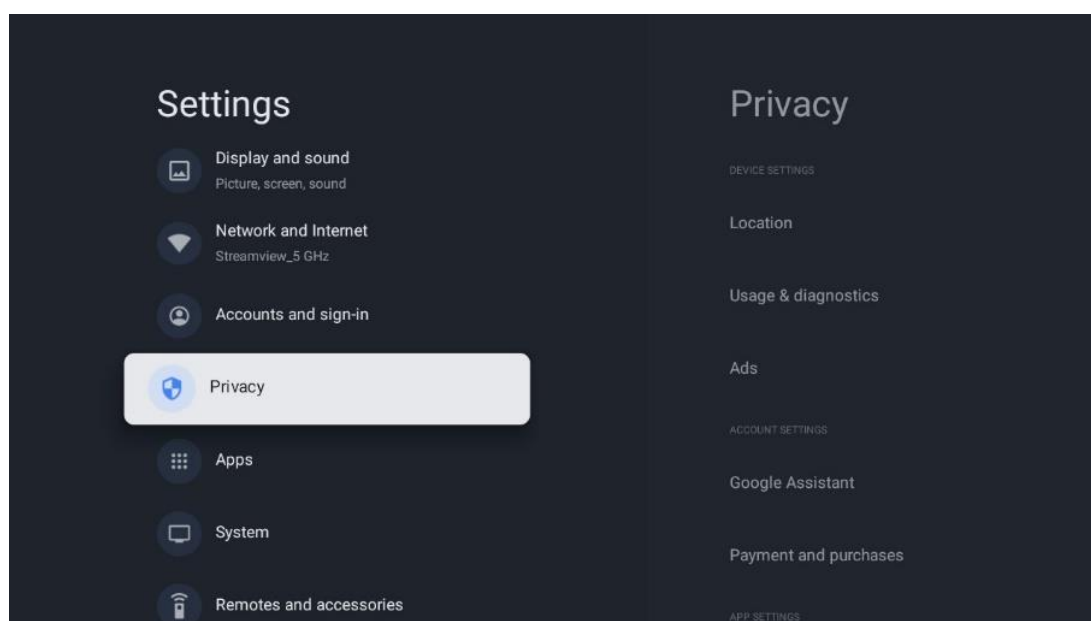 Settings
Display and sound
Picture, screen, sound
Network and Internet
Streamview_5 GHz
Accounts and sign-in
Privacy
Apps
System
Remotes and accessories
Privacy
DEVICE SETTINGS
Location
Usage & diagnostics
Ads
ACCOUNT SETTINGS
Google Assistant
Payment and purchases
APP SETTINGS